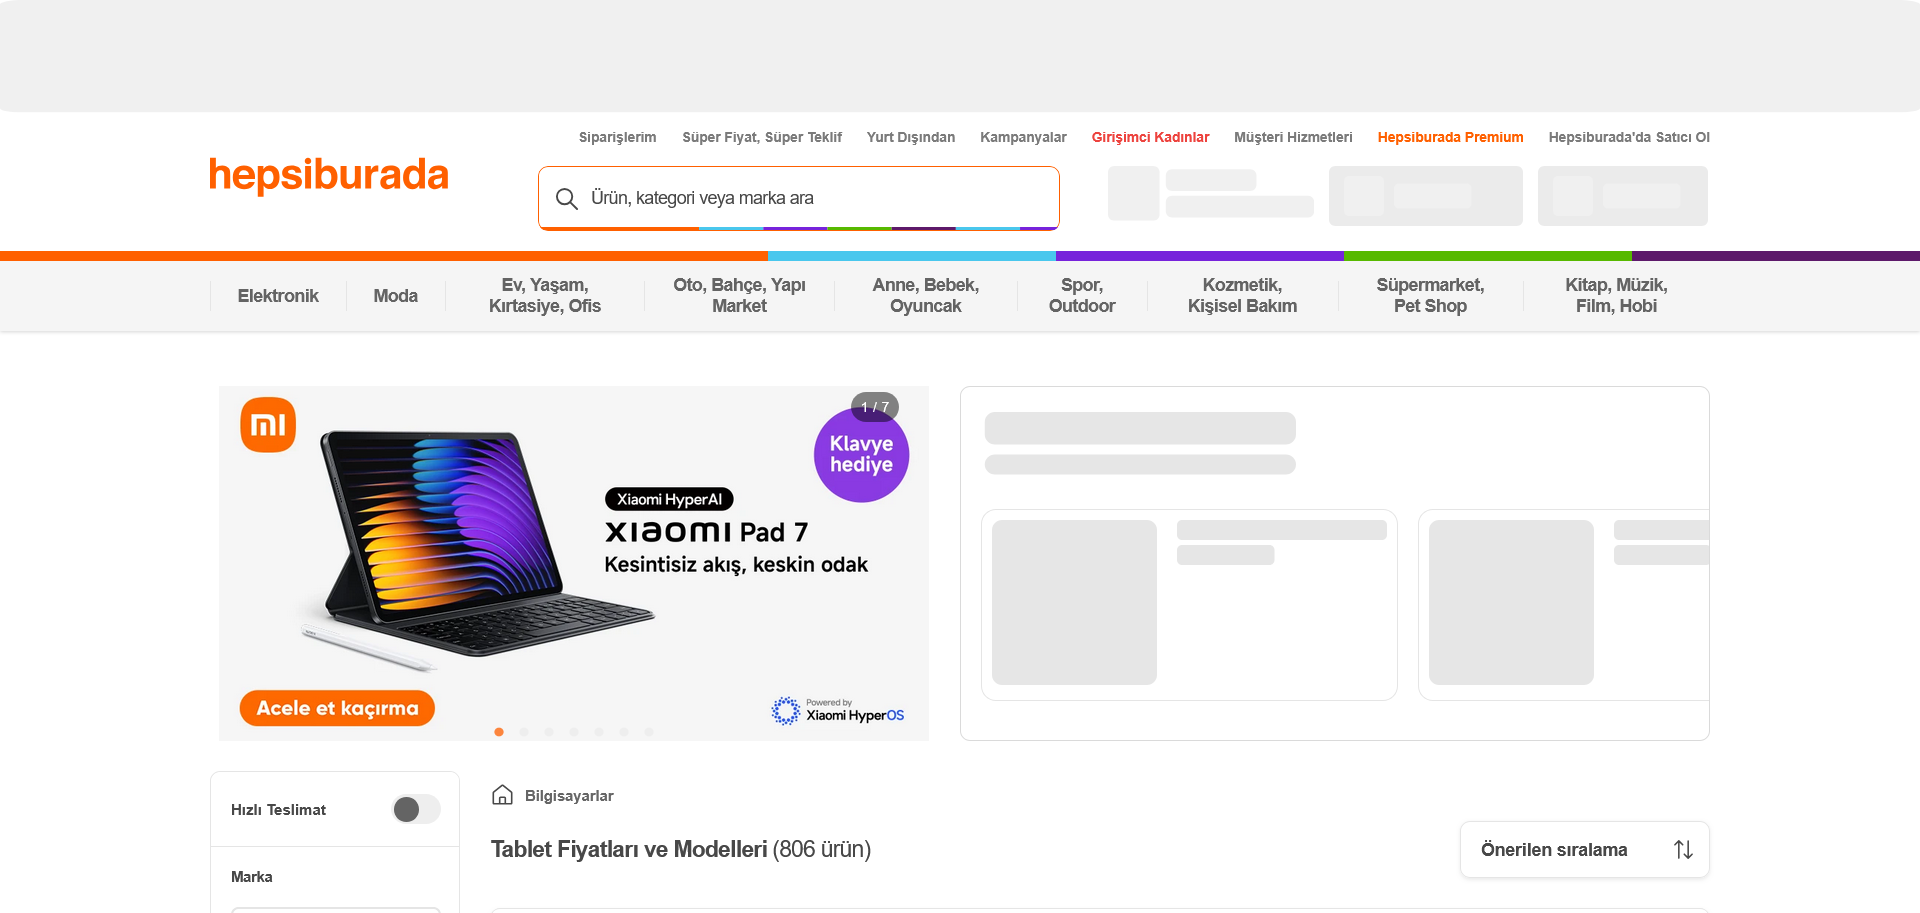 Siparişlerim Süper Fiyat, Süper Teklif Yurt Dışından Kampanyalar Girişimci Kadınlar Müşteri Hizmetleri Hepsiburada Premium Hepsiburada'da Satıcı Ol
hepsiburada
Ürün, kategori veya marka ara
Elektronik
Moda
Ev, Yaşam,
Kırtasiye, Ofis
Oto, Bahçe, Yapı
Market
Anne, Bebek,
Oyuncak
Spor,
Outdoor
Kozmetik,
Kişisel Bakım
Süpermarket,
Pet Shop
Kitap, Müzik,
Film, Hobi
mi
1 / 7
Klavye
hediye
Xiaomi HyperAI
xiaomi Pad 7
Kesintisiz akış, keskin odak
Acele et kaçırma
Powered by
Xiaomi HyperOS
Hızlı Teslimat
Marka
Bilgisayarlar
Tablet Fiyatları ve Modelleri (806 ürün)
Önerilen sıralama